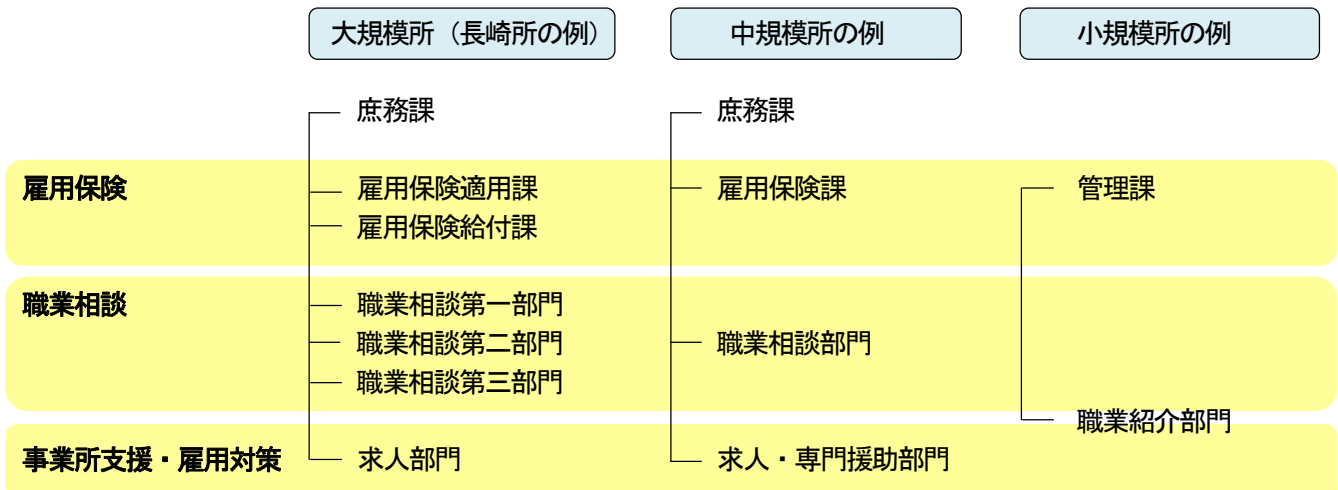 大規模所（長崎所の例） 中規模所の例 小規模所の例
庶務課 庶務課
雇用保険 雇用保険適用課 雇用保険課 管理課
雇用保険給付課
職業相談 職業相談第一部門
職業相談第二部門 職業相談部門
職業相談第三部門
職業紹介部門
事業所支援・雇用対策 求人部門 求人・専門援助部門